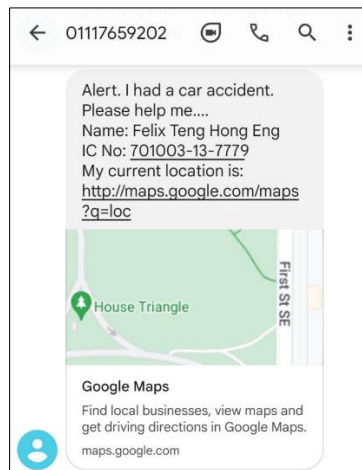 01117659202
Alert. I had a car accident.
Please help me....
Name: Felix Teng Hong Eng
IC No: 701003-13-7779
My current location is:
http://maps.google.com/maps
?q=loc
House Triangle
First St SE
Google Maps
Find local businesses, view maps and
get driving directions in Google Maps.
maps.google.com